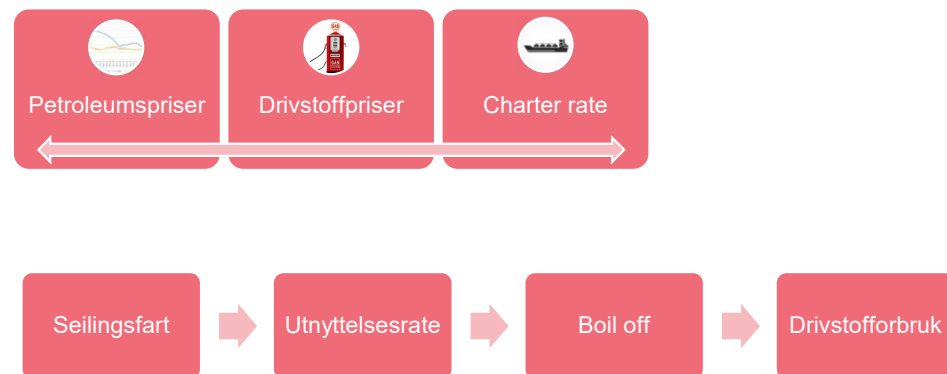 Petroleumspriser
Drivstoffpriser
Charter rate
Seilingsfart
Utnyttelsesrate
Boil off
Drivstofforbruk